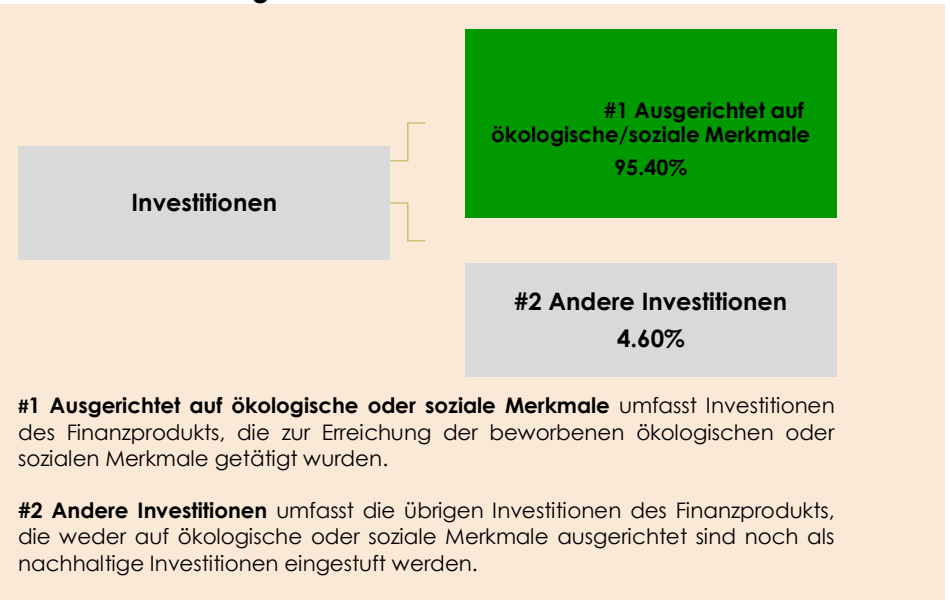 Investitionen
#1 Ausgerichtet auf
ökologische/soziale Merkmale
95.40%
#2 Andere Investitionen
4.60%
#1 Ausgerichtet auf ökologische oder soziale Merkmale umfasst Investitionen
des Finanzprodukts, die zur Erreichung der beworbenen ökologischen oder
sozialen Merkmale getätigt wurden.
#2 Andere Investitionen umfasst die übrigen Investitionen des Finanzprodukts,
die weder auf ökologische oder soziale Merkmale ausgerichtet sind noch als
nachhaltige Investitionen eingestuft werden.